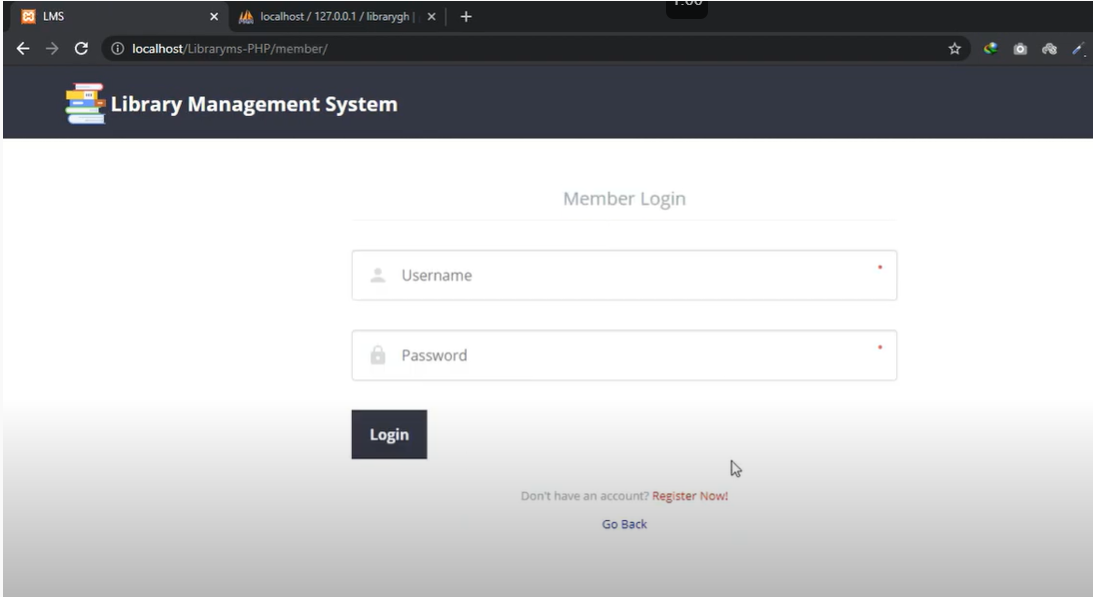 LMS
localhost / 127.0.0.1 / librarygh |
localhost/Libraryms-PHP/member/
Library Management System
Member Login
Username *
Password *
Login
Don't have an account? Register Now!
Go Back